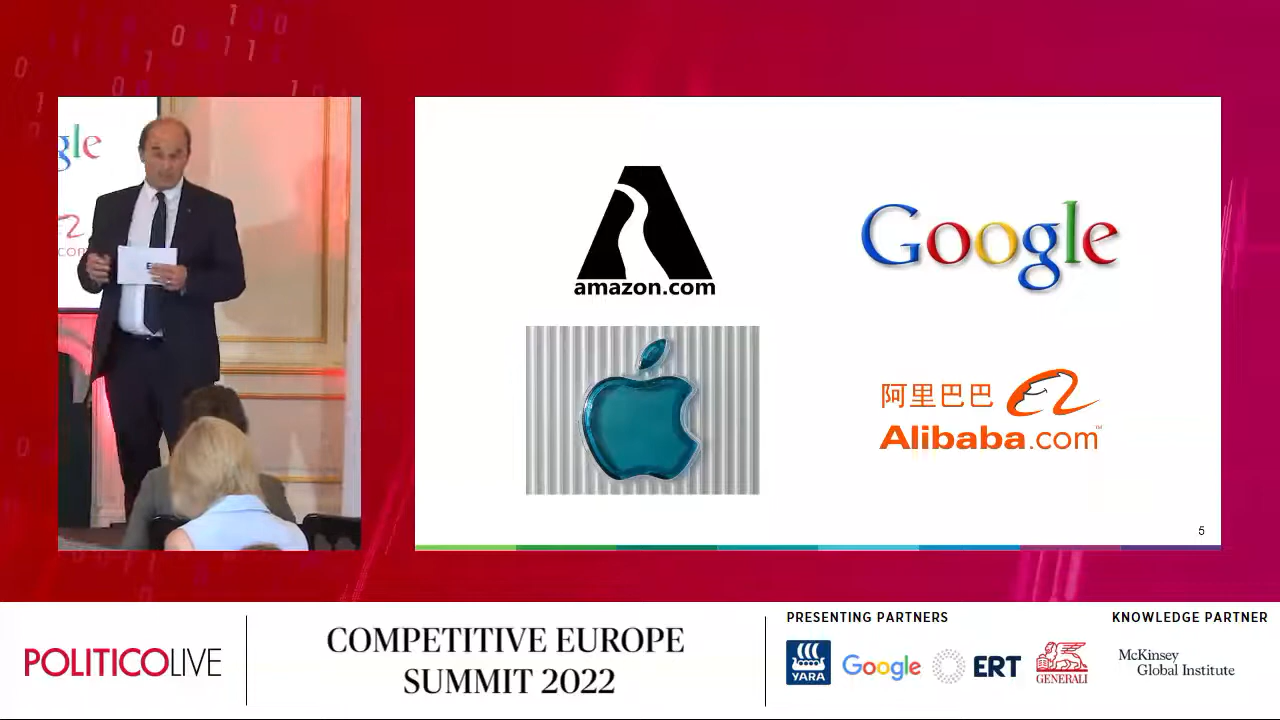 gle
.com
E
amazon.com
Google
阿里巴巴
Alibaba.com™
5
POLITICOLIVE
COMPETITIVE EUROPE
SUMMIT 2022
PRESENTING PARTNERS
YARA
Google
ERT
GENERALI
KNOWLEDGE PARTNER
McKinsey
Global Institute